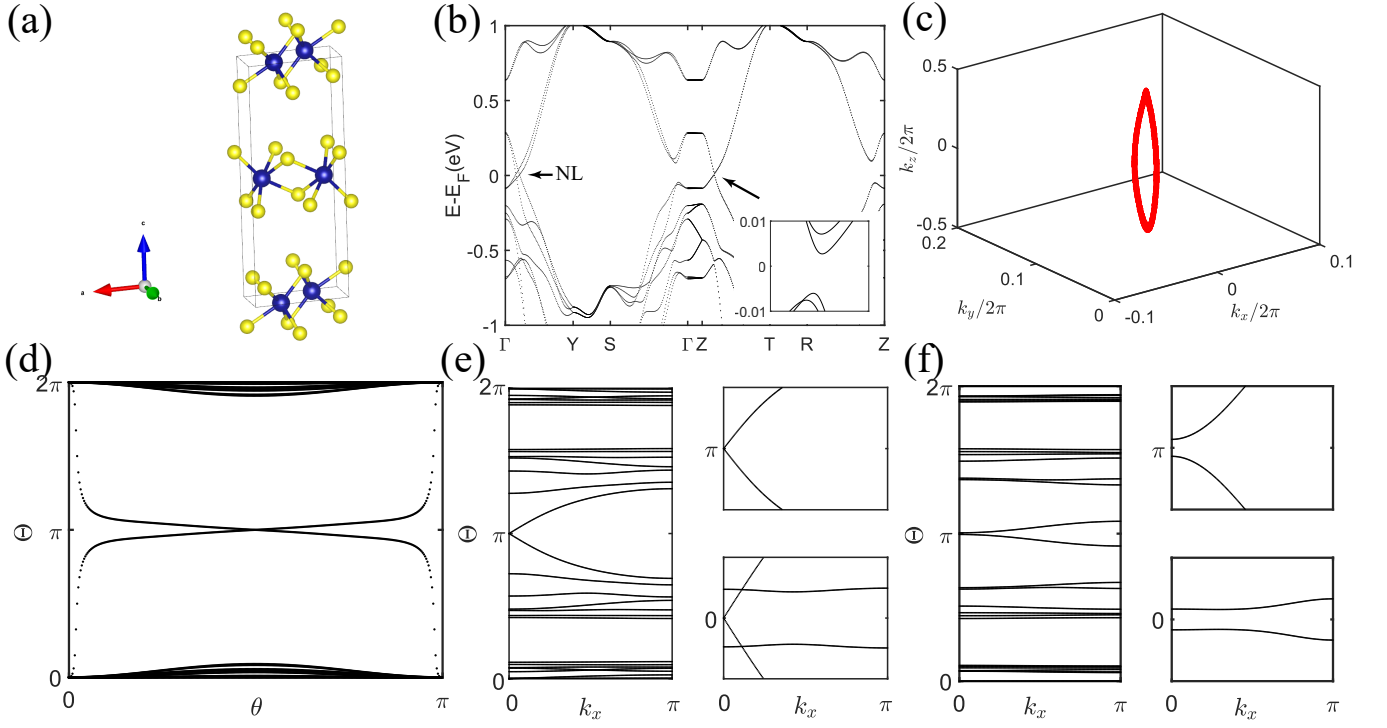 (a)
a
b
c
(b)
E-E_F(eV)
1
0.5
0
-0.5
-1
NL
0.01
0
-0.01
Γ Y S Γ Z T R Z
(c)
k_z/2π
0.5
0
-0.5
0.2
0.1
0
k_y/2π
-0.1
0
0.1
k_x/2π
(d)
Θ
2π
π
0
0 θ π
(e)
Θ
2π
π
0
0 k_x π
π
0
0 k_x π
(f)
Θ
2π
π
0
0 k_x π
π
0
0 k_x π